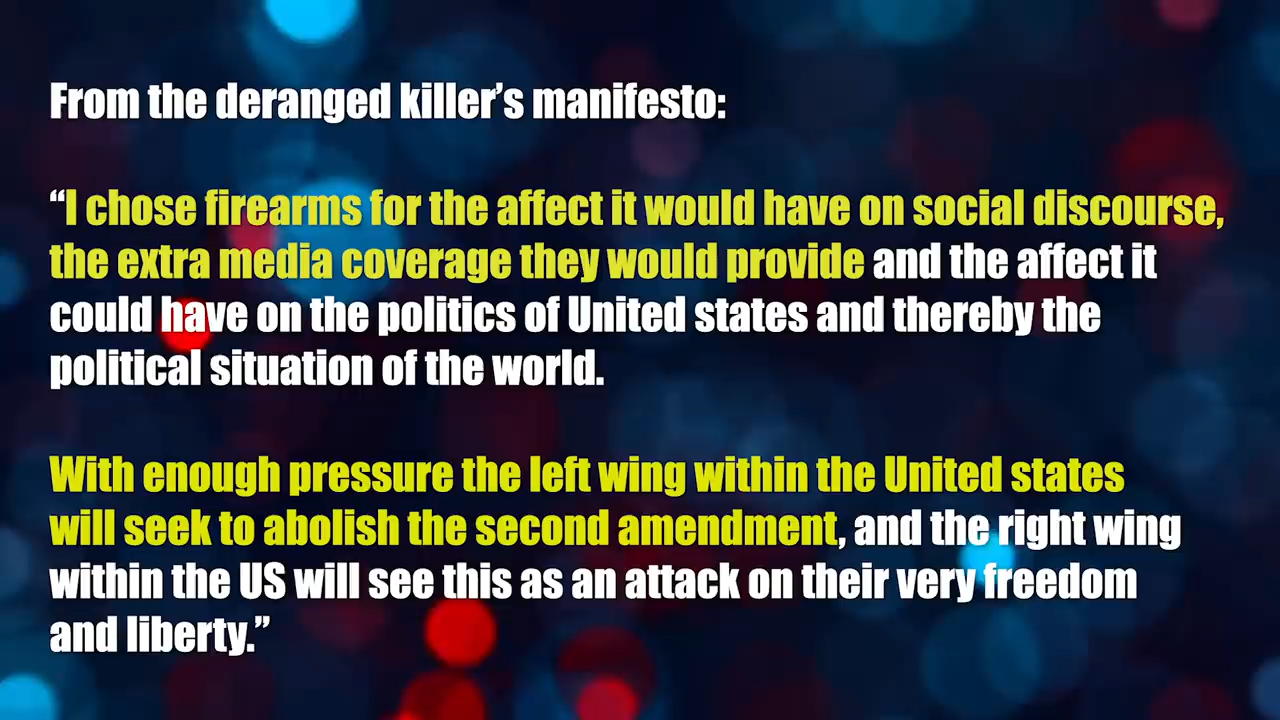 From the deranged killer’s manifesto:
“I chose firearms for the affect it would have on social discourse,
the extra media coverage they would provide and the affect it
could have on the politics of United states and thereby the
political situation of the world.
With enough pressure the left wing within the United states
will seek to abolish the second amendment, and the right wing
within the US will see this as an attack on their very freedom
and liberty.”